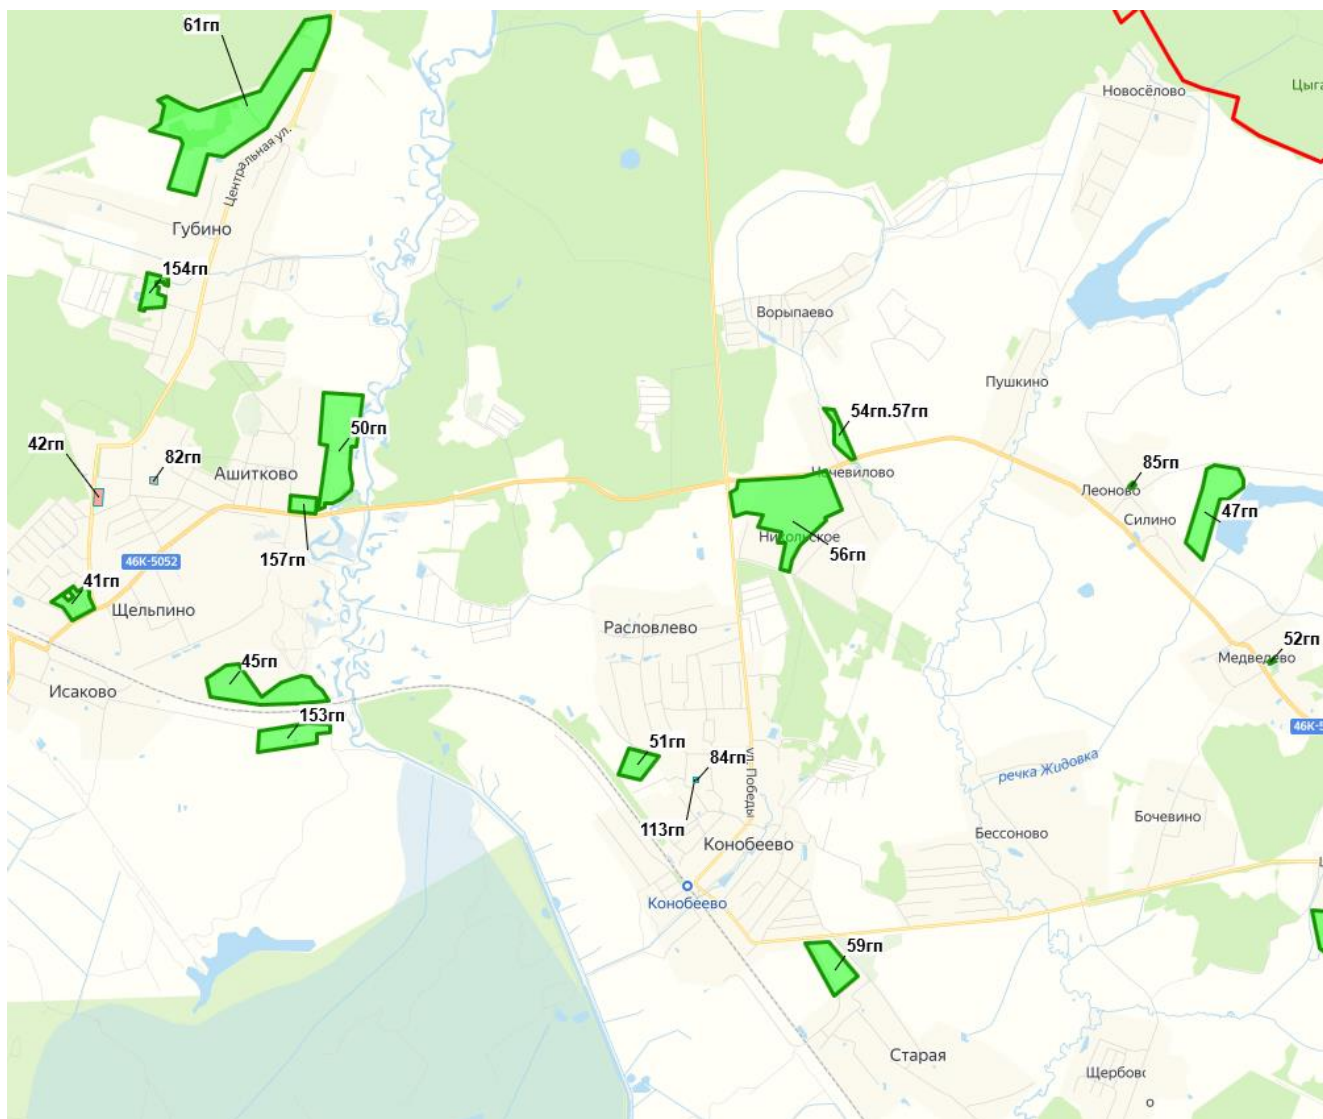 61гп
Цыга
Новосёлово
Центральная ул.
Губино
154гп
Ворыпаево
Пушкино
54гп.57гп
50гп
42гп
82гп
Ашитково
85гп
Леоново
Силино
47гп
157гп
Никольское
56гп
46К-5052
41гп
Щельпино
Расловлево
52гп
Медведево
45гп
Исаково
153гп
46К-5
51гп
84гп
ул. Победы
речка Жидовка
113гп
Конобеево
Бочевино
Бессоново
Конобеево
59гп
Старая
Щербово